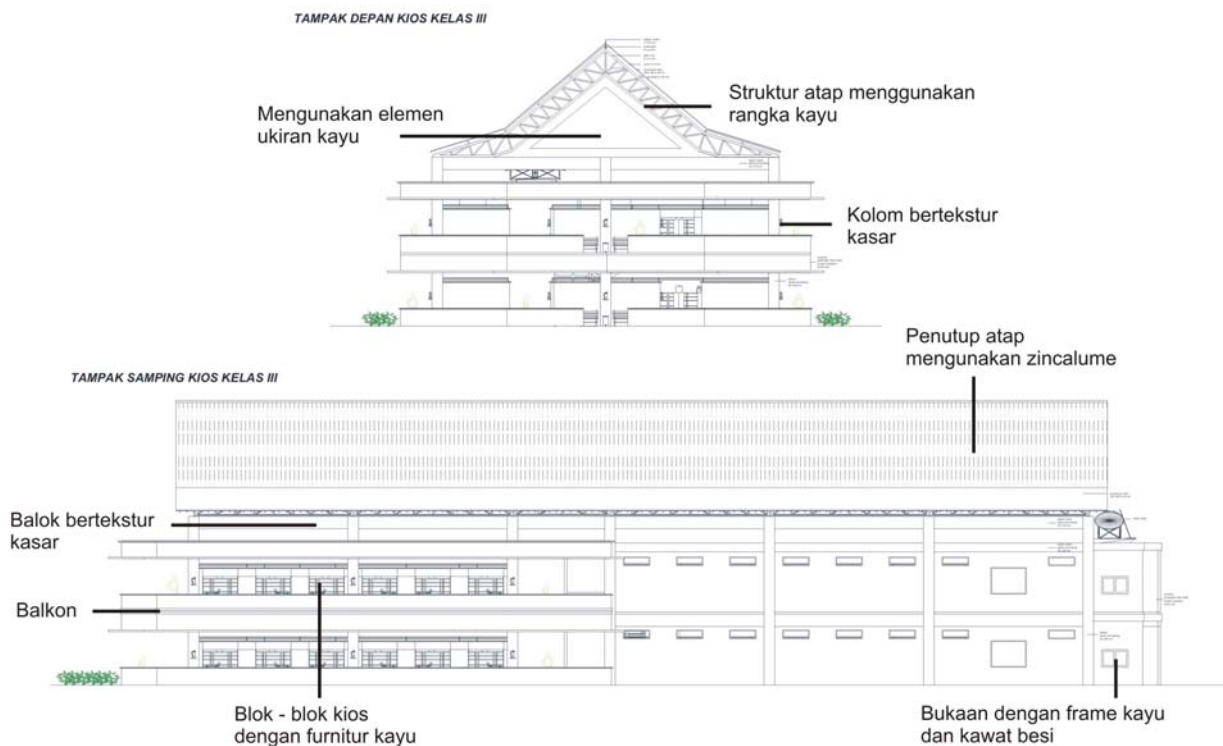 TAMPAK DEPAN KIOS KELAS III
Mengunakan elemen
ukiran kayu
Struktur atap menggunakan
rangka kayu
Kolom bertekstur
kasar
Penutup atap
mengunakan zincalume
TAMPAK SAMPING KIOS KELAS III
Balok bertekstur
kasar
Balkon
Blok - blok kios
dengan furnitur kayu
Bukaan dengan frame kayu
dan kawat besi